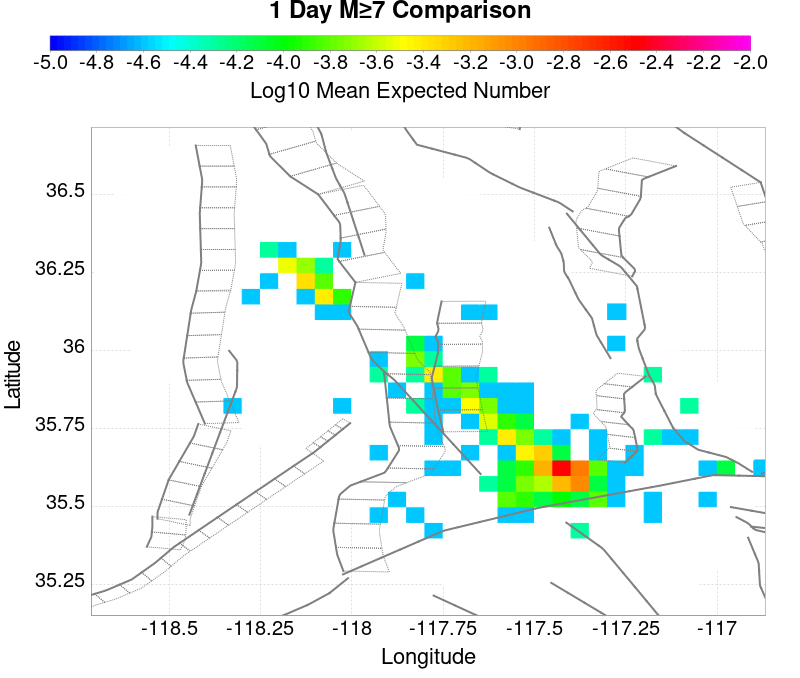 1 Day M≥7 Comparison
-5.0 -4.8 -4.6 -4.4 -4.2 -4.0 -3.8 -3.6 -3.4 -3.2 -3.0 -2.8 -2.6 -2.4 -2.2 -2.0
Log10 Mean Expected Number
36.5
36.25
36
35.75
35.5
35.25
Latitude
-118.5 -118.25 -118 -117.75 -117.5 -117.25 -117
Longitude